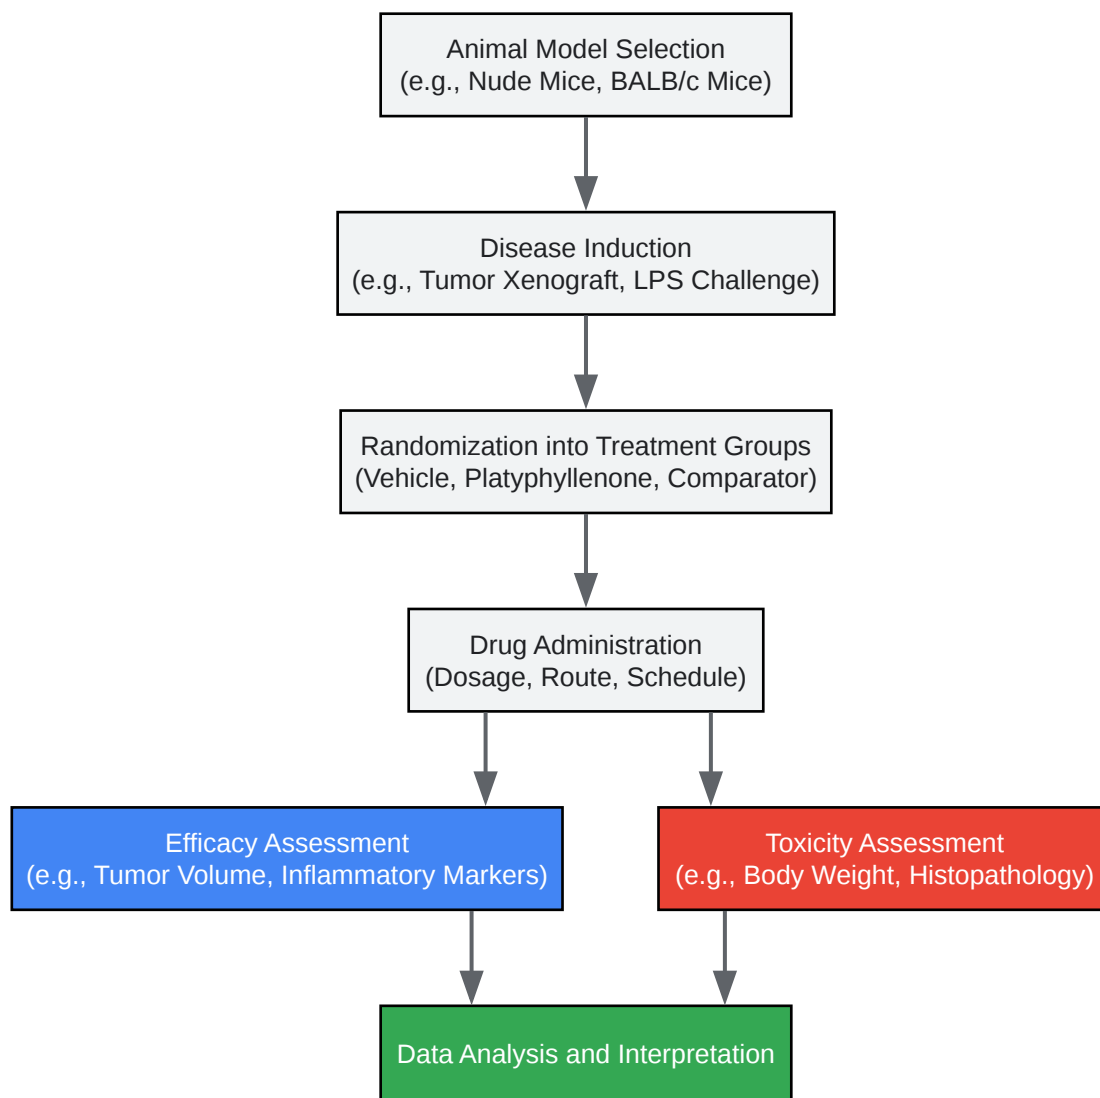 Animal Model Selection
(e.g., Nude Mice, BALB/c Mice)
Disease Induction
(e.g., Tumor Xenograft, LPS Challenge)
Randomization into Treatment Groups
(Vehicle, Platyphyllenone, Comparator)
Drug Administration
(Dosage, Route, Schedule)
Efficacy Assessment
(e.g., Tumor Volume, Inflammatory Markers)
Toxicity Assessment
(e.g., Body Weight, Histopathology)
Data Analysis and Interpretation